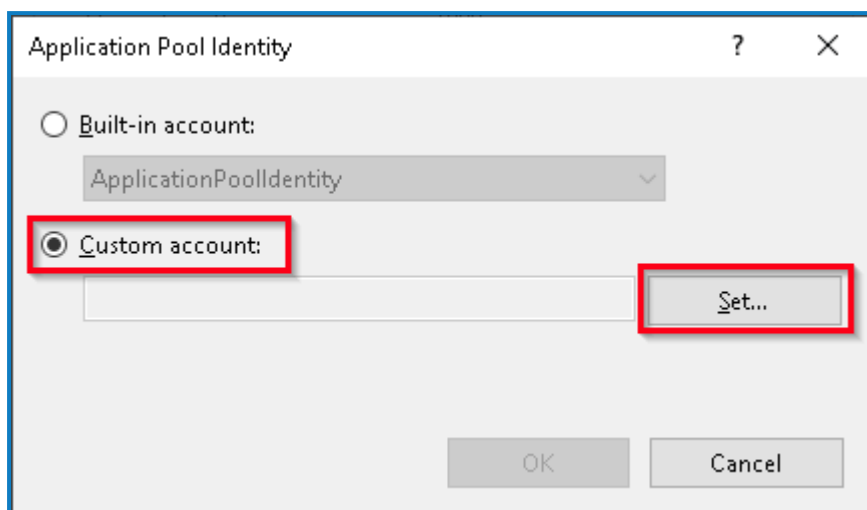 Application Pool Identity
Built-in account:
ApplicationPoolIdentity
Custom account:
Set...
OK
Cancel